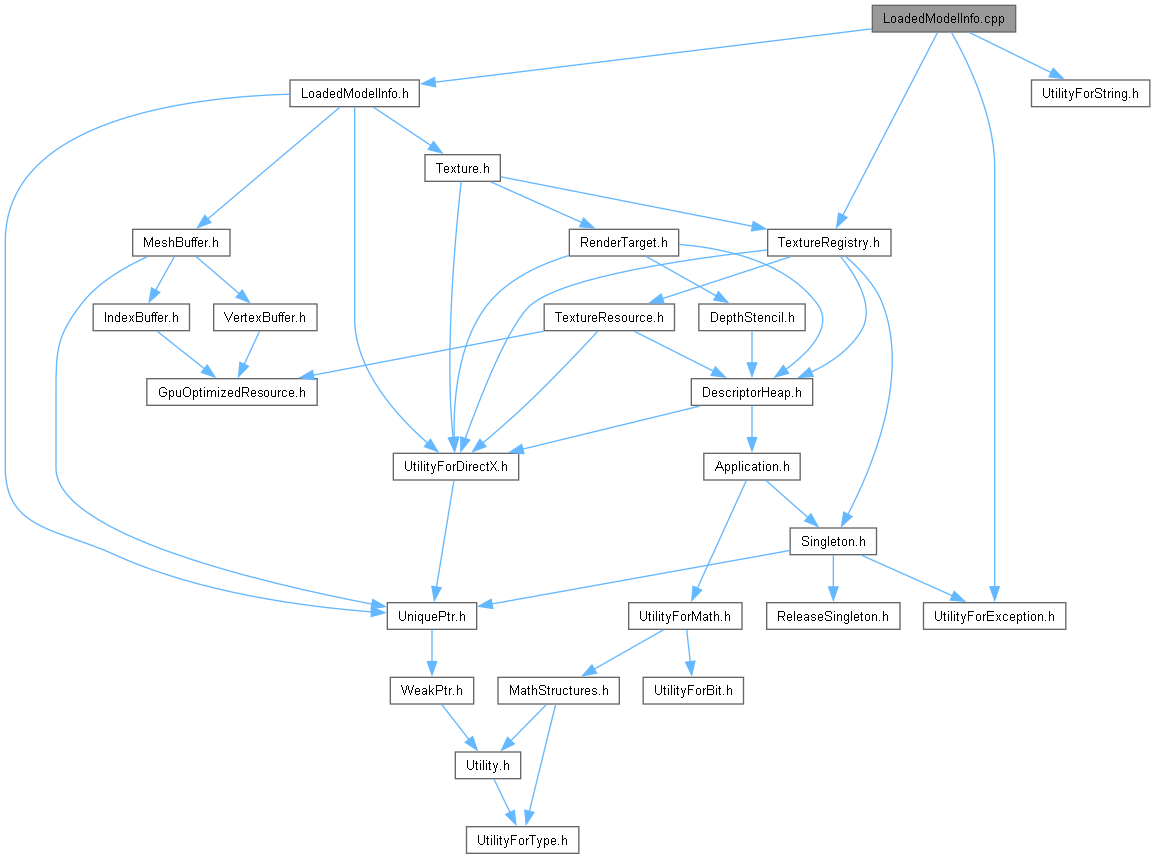 LoadedModelInfo.cpp
LoadedModelInfo.h
UtilityForString.h
Texture.h
MeshBuffer.h
RenderTarget.h
TextureRegistry.h
IndexBuffer.h
VertexBuffer.h
TextureResource.h
DepthStencil.h
GpuOptimizedResource.h
DescriptorHeap.h
UtilityForDirectX.h
Application.h
Singleton.h
UniquePtr.h
UtilityForMath.h
ReleaseSingleton.h
UtilityForException.h
WeakPtr.h
MathStructures.h
UtilityForBit.h
Utility.h
UtilityForType.h